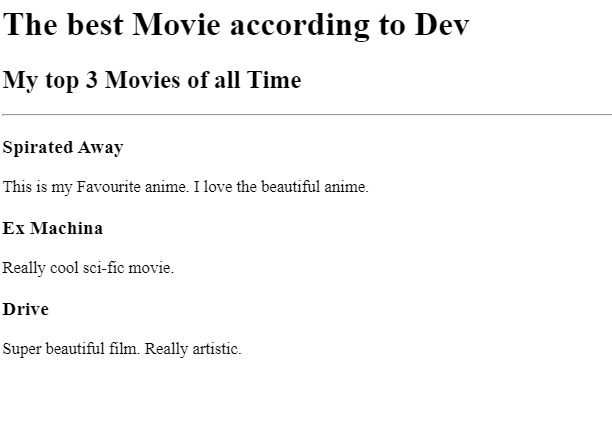 The best Movie according to Dev
My top 3 Movies of all Time
Spirated Away
This is my Favourite anime. I love the beautiful anime.
Ex Machina
Really cool sci-fic movie.
Drive
Super beautiful film. Really artistic.